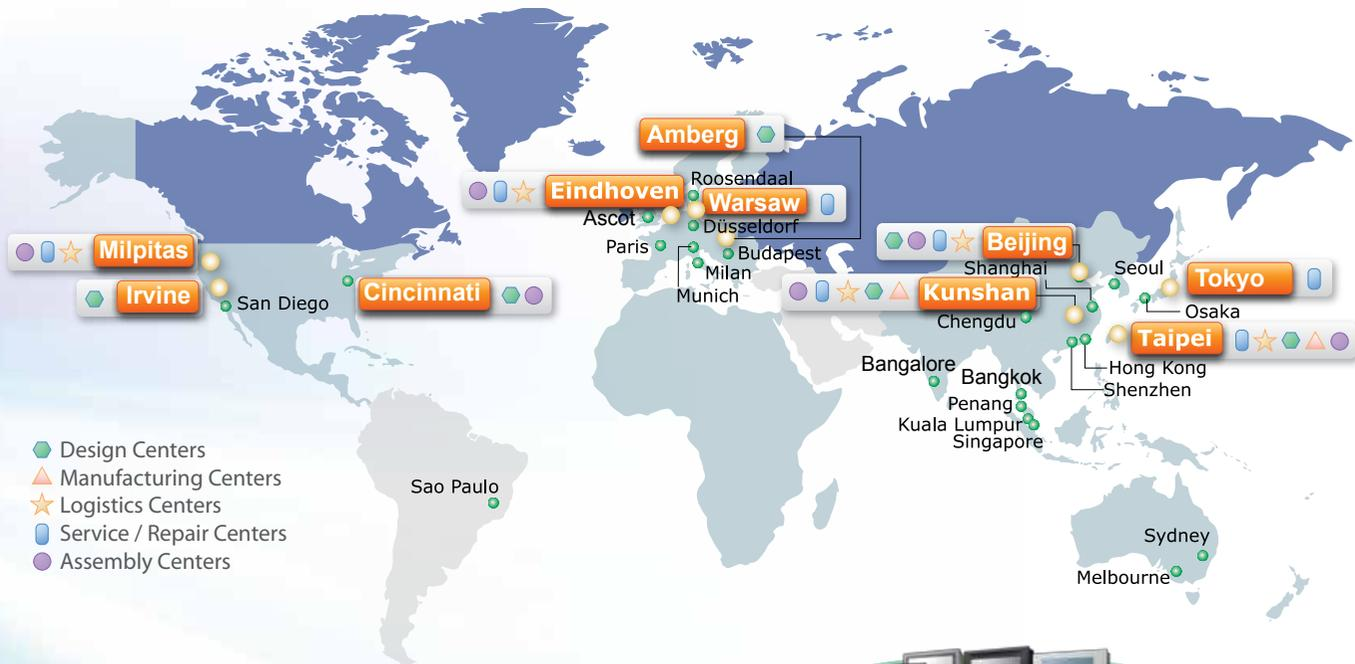 Amberg
Roosendaal
Eindhoven
Warsaw
Ascot
Düsseldorf
Paris
Budapest
Milan
Munich
Milpitas
Irvine
San Diego
Cincinnati
Beijing
Shanghai
Seoul
Tokyo
Kunshan
Osaka
Chengdu
Taipei
Hong Kong
Shenzhen
Bangalore
Bangkok
Penang
Kuala Lumpur
Singapore
Sao Paulo
Sydney
Melbourne
Design Centers
Manufacturing Centers
Logistics Centers
Service / Repair Centers
Assembly Centers